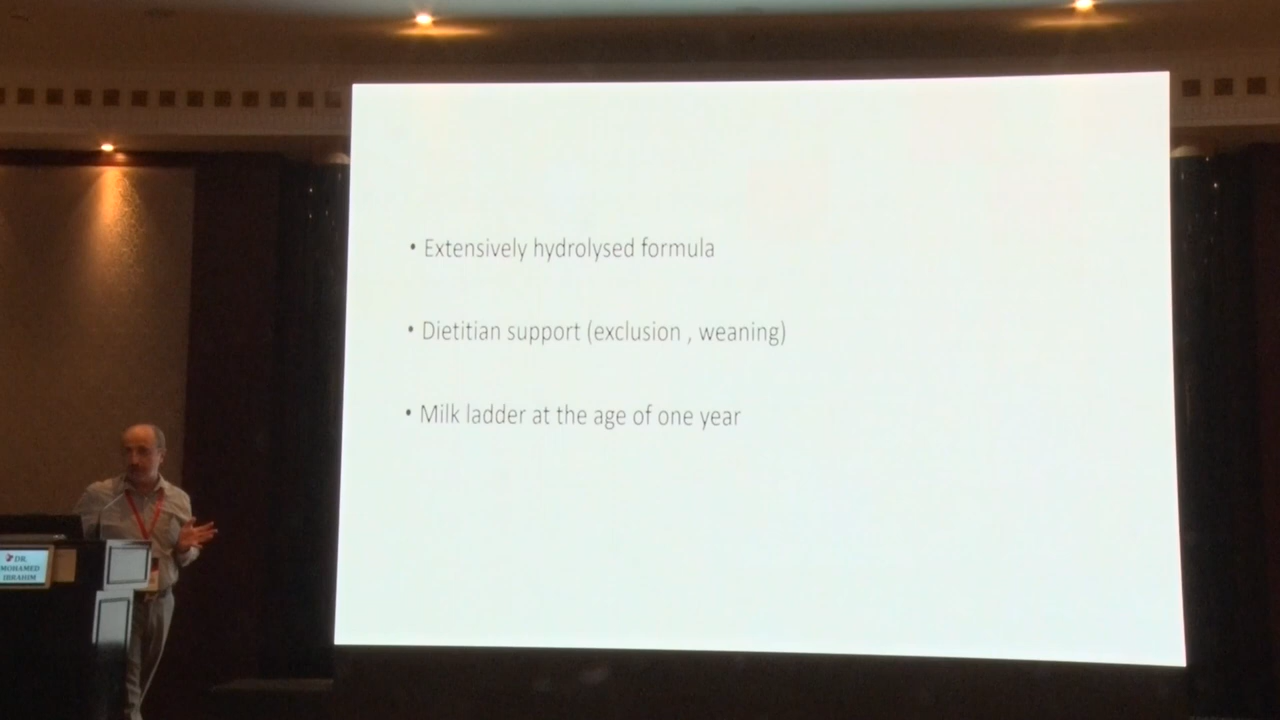 • Extensively hydrolysed formula
• Dietitian support (exclusion , weaning)
• Milk ladder at the age of one year
DR.
MOHAMED
IBRAHIM